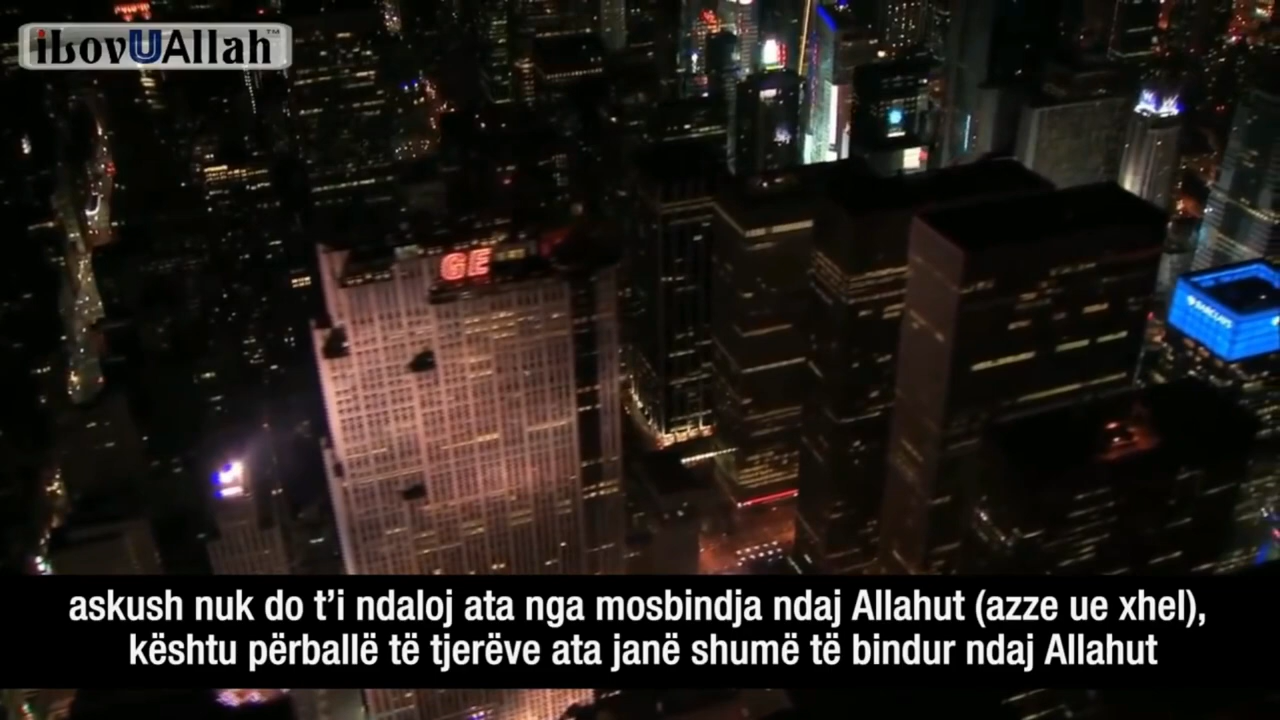 iLovUAllah™
GE
BARCLAYS
askush nuk do t’i ndaloj ata nga mosbindja ndaj Allahut (azze ue xhel),
kështu përballë të tjerëve ata janë shumë të bindur ndaj Allahut